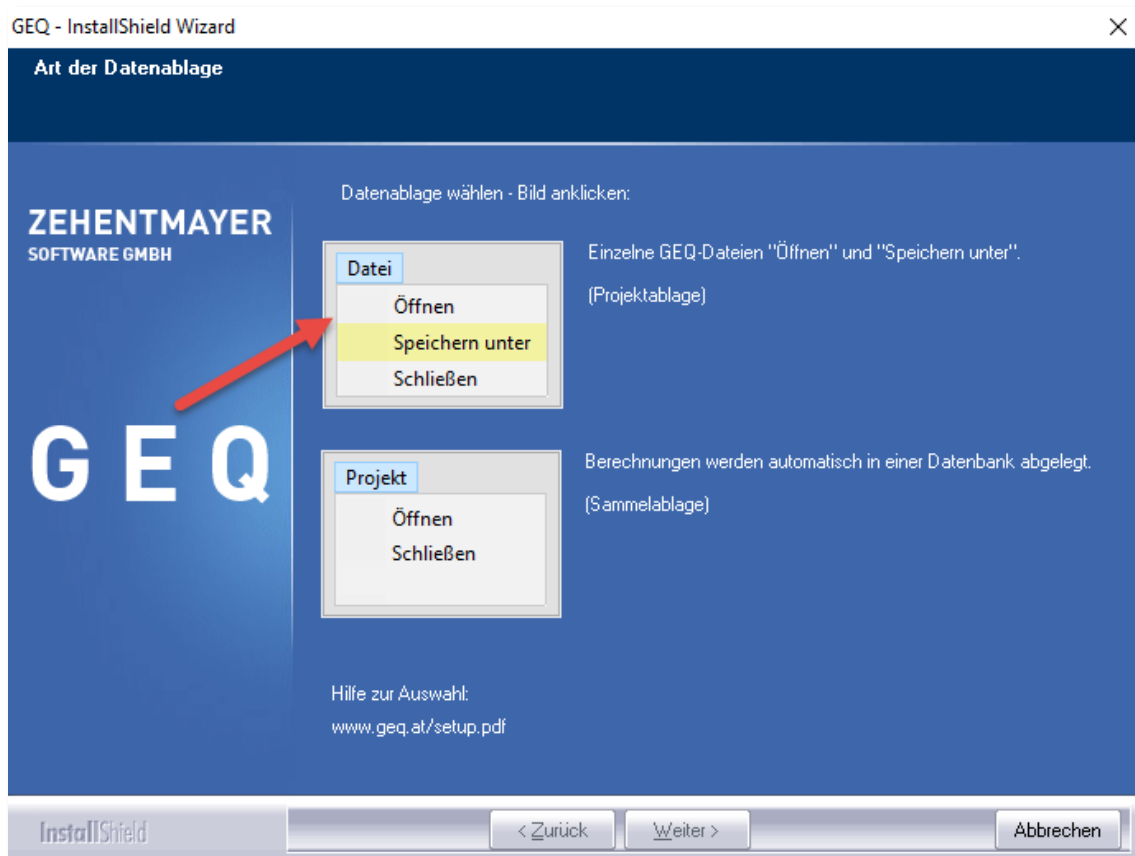 GEQ - InstallShield Wizard
Art der Datenablage
ZEHENTMAYER
SOFTWARE GMBH
GEQ
Datenablage wählen - Bild anklicken:
Datei
Öffnen
Speichern unter
Schließen
Einzelne GEQ-Dateien "Öffnen" und "Speichern unter".
(Projektablage)
Projekt
Öffnen
Schließen
Berechnungen werden automatisch in einer Datenbank abgelegt.
(Sammelablage)
Hilfe zur Auswahl:
www.geq.at/setup.pdf
InstallShield
< Zurück
Weiter >
Abbrechen